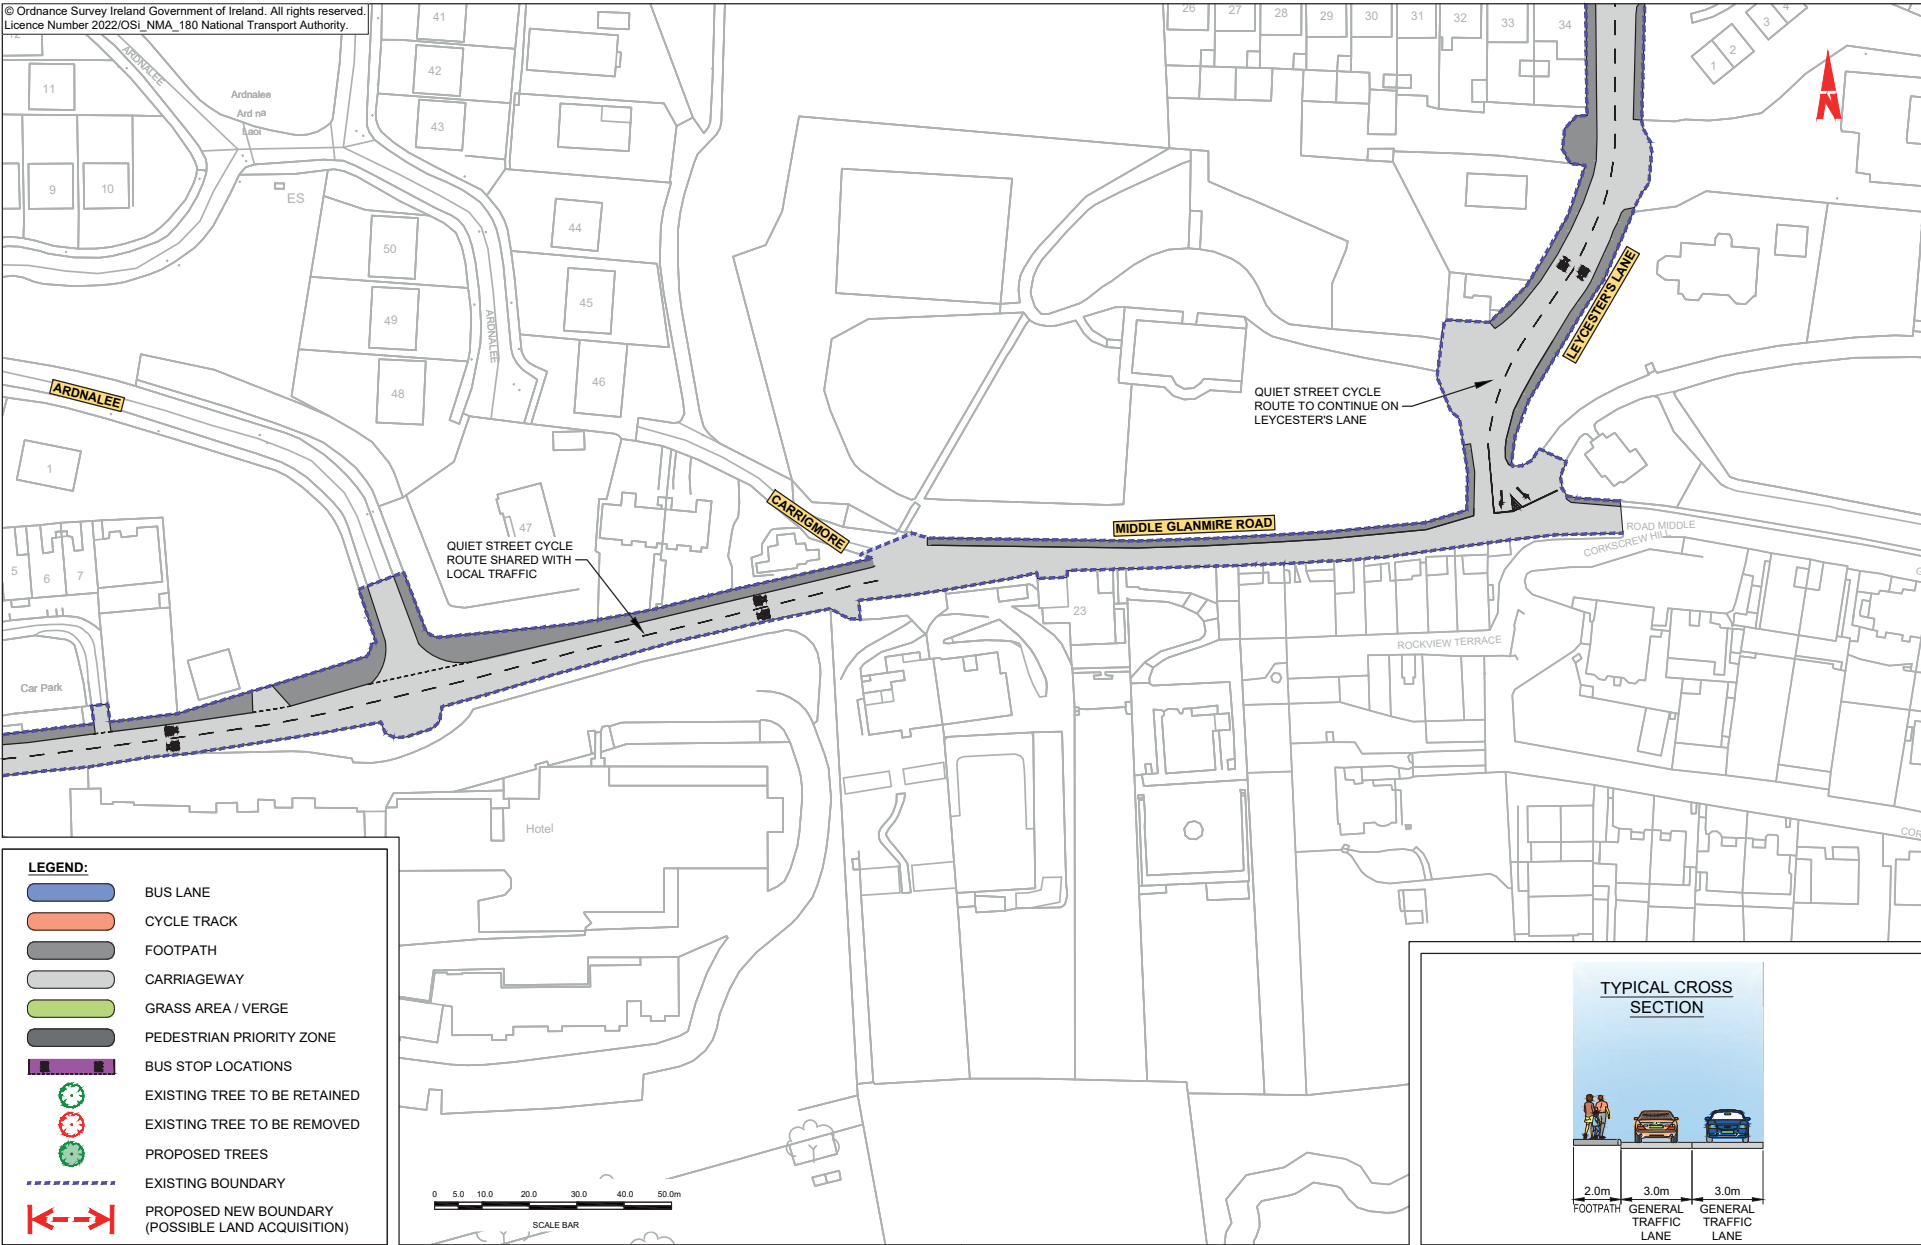 © Ordnance Survey Ireland Government of Ireland. All rights reserved.
Licence Number 2022/OSi_NMA_180 National Transport Authority.
12
41
42
43
11
9
10
ARDNALEE
Ardnalee
Ard na
Laoi
ES
50
49
48
44
45
46
ARDNALEE
26
27
28
29
30
31
32
33
34
1
2
3
4
N
ARDNALEE
1
5
6
7
Car Park
47
QUIET STREET CYCLE
ROUTE SHARED WITH
LOCAL TRAFFIC
CARRIGMORE
MIDDLE GLANMIRE ROAD
QUIET STREET CYCLE
ROUTE TO CONTINUE ON
LEYCESTER'S LANE
LEYCESTER'S LANE
ROAD MIDDLE
CORKSCREW HILL
G
23
ROCKVIEW TERRACE
COR
Hotel
LEGEND:
BUS LANE
CYCLE TRACK
FOOTPATH
CARRIAGEWAY
GRASS AREA / VERGE
PEDESTRIAN PRIORITY ZONE
BUS STOP LOCATIONS
EXISTING TREE TO BE RETAINED
EXISTING TREE TO BE REMOVED
PROPOSED TREES
EXISTING BOUNDARY
PROPOSED NEW BOUNDARY
(POSSIBLE LAND ACQUISITION)
0 5.0 10.0 20.0 30.0 40.0 50.0m
SCALE BAR
TYPICAL CROSS
SECTION
2.0m 3.0m 3.0m
FOOTPATH GENERAL TRAFFIC LANE
GENERAL TRAFFIC LANE